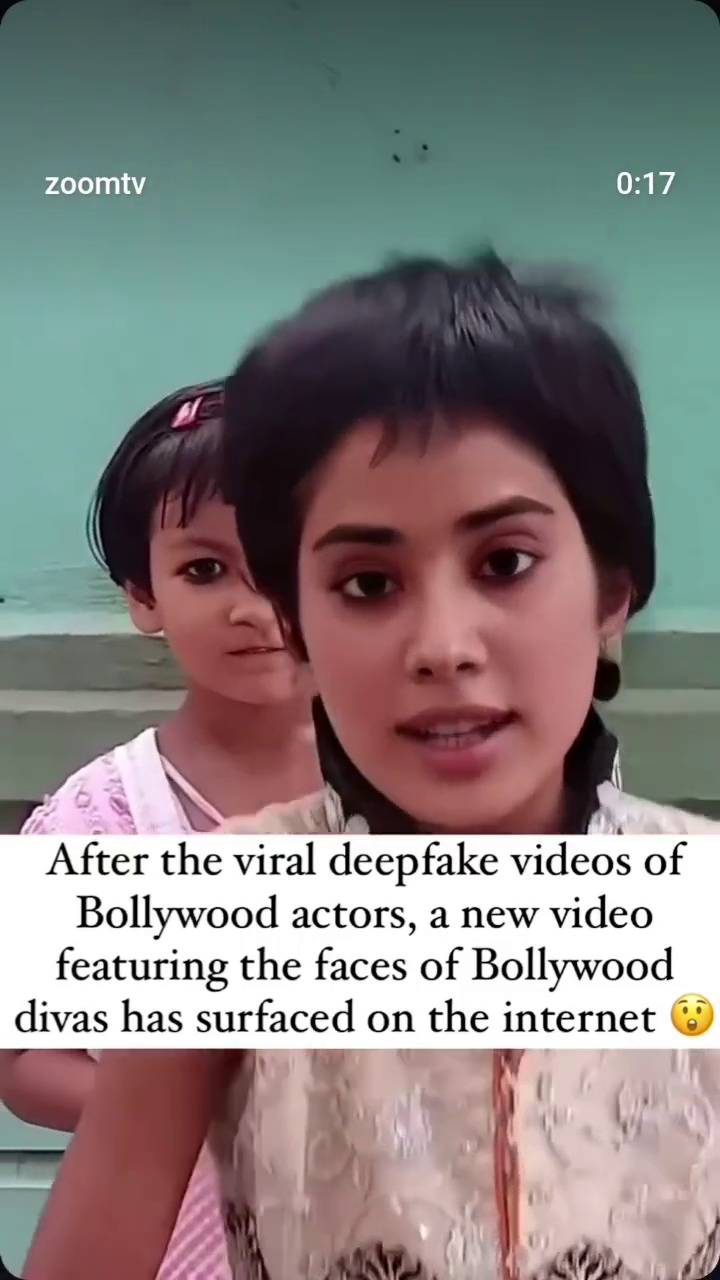 zoomtv
0:17
After the viral deepfake videos of
Bollywood actors, a new video
featuring the faces of Bollywood
divas has surfaced on the internet 😲